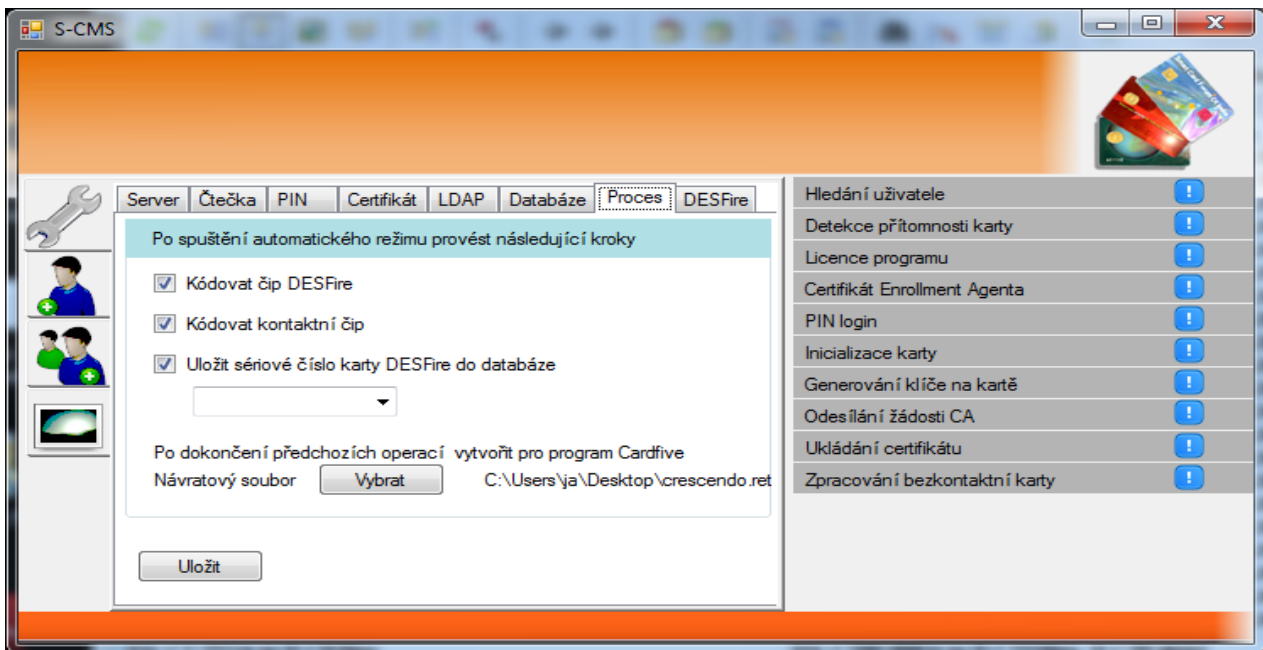 S-CMS
Server Čtečka PIN Certifikát LDAP Databáze Proces DESFire
Po spuštění automatického režimu provést následující kroky
Kódovat čip DESFire
Kódovat kontaktní čip
Uložit sériové číslo karty DESFire do databáze
Po dokončení předchozích operací vytvořit pro program Cardfive
Návratový soubor Vybrat C:\Users\ja\Desktop\crescendo.ret
Uložit
Hledání uživatele
Detekce přítomnosti karty
Licence programu
Certifikát Enrollment Agenta
PIN login
Inicializace karty
Generování klíče na kartě
Odesílání žádosti CA
Ukládání certifikátu
Zpracování bezkontaktní karty